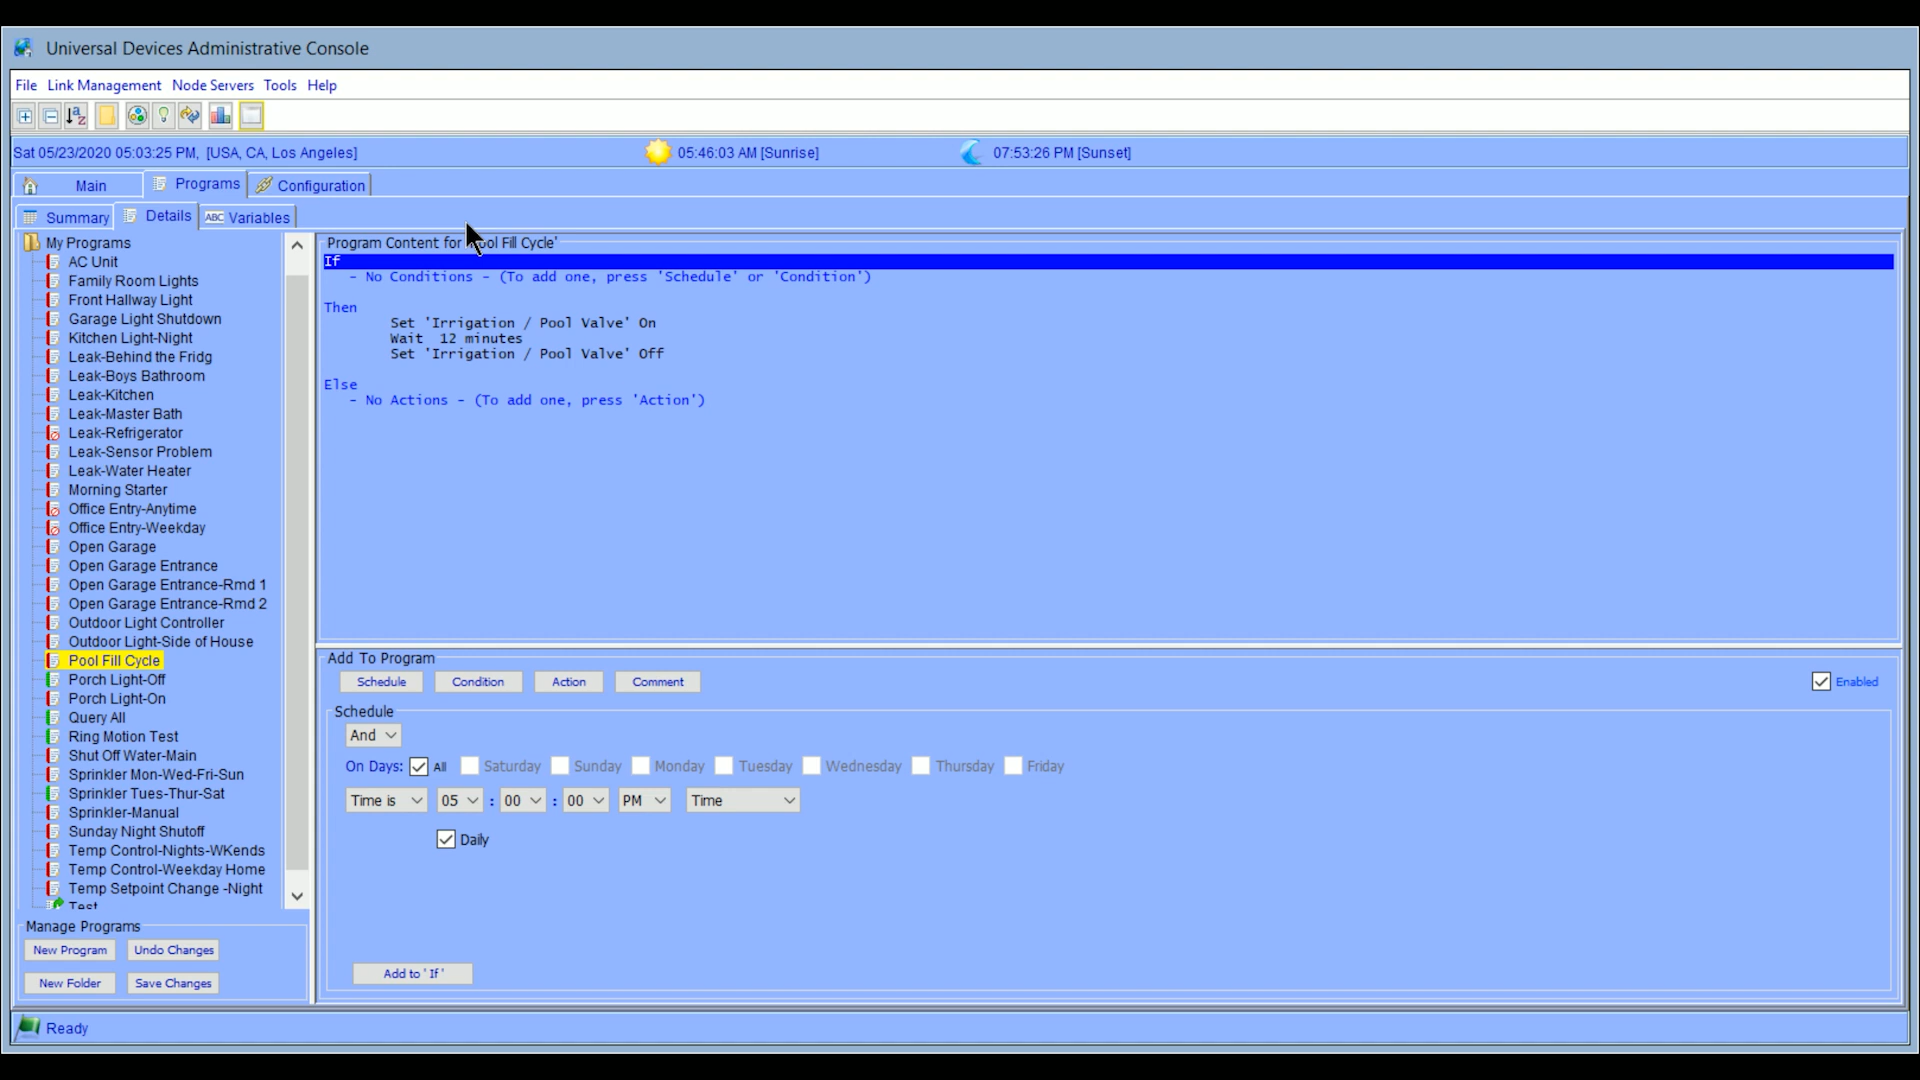 Universal Devices Administrative Console
File Link Management Node Servers Tools Help
Sat 05/23/2020 05:03:25 PM, [USA, CA, Los Angeles] 05:46:03 AM [Sunrise] 07:53:26 PM [Sunset]
Main Programs Configuration
Summary Details ABC Variables
My Programs
AC Unit
Family Room Lights
Front Hallway Light
Garage Light Shutdown
Kitchen Light-Night
Leak-Behind the Fridg
Leak-Boys Bathroom
Leak-Kitchen
Leak-Master Bath
Leak-Refrigerator
Leak-Sensor Problem
Leak-Water Heater
Morning Starter
Office Entry-Anytime
Office Entry-Weekday
Open Garage
Open Garage Entrance
Open Garage Entrance-Rmd 1
Open Garage Entrance-Rmd 2
Outdoor Light Controller
Outdoor Light-Side of House
Pool Fill Cycle
Porch Light-Off
Porch Light-On
Query All
Ring Motion Test
Shut Off Water-Main
Sprinkler Mon-Wed-Fri-Sun
Sprinkler Tues-Thur-Sat
Sprinkler-Manual
Sunday Night Shutoff
Temp Control-Nights-WKends
Temp Control-Weekday Home
Temp Setpoint Change -Night
Test
Manage Programs
New Program Undo Changes
New Folder Save Changes
Program Content for 'Pool Fill Cycle'
If
- No Conditions - (To add one, press 'Schedule' or 'Condition')
Then
Set 'Irrigation / Pool Valve' On
Wait 12 minutes
Set 'Irrigation / Pool Valve' Off
Else
- No Actions - (To add one, press 'Action')
Add To Program
Schedule Condition Action Comment Enabled
Schedule
And
On Days: All Saturday Sunday Monday Tuesday Wednesday Thursday Friday
Time is 05 : 00 : 00 PM Time
Daily
Add to ' If '
Ready